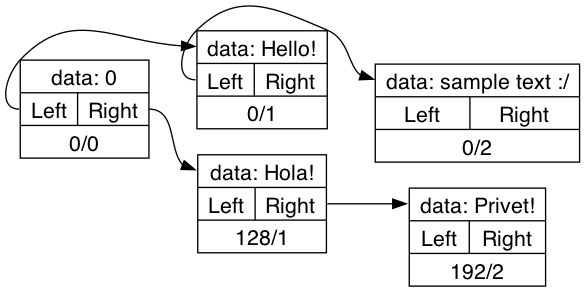 data: 0
Left Right
0/0
data: Hello!
Left Right
0/1
data: sample text :/
Left Right
0/2
data: Hola!
Left Right
128/1
data: Privet!
Left Right
192/2